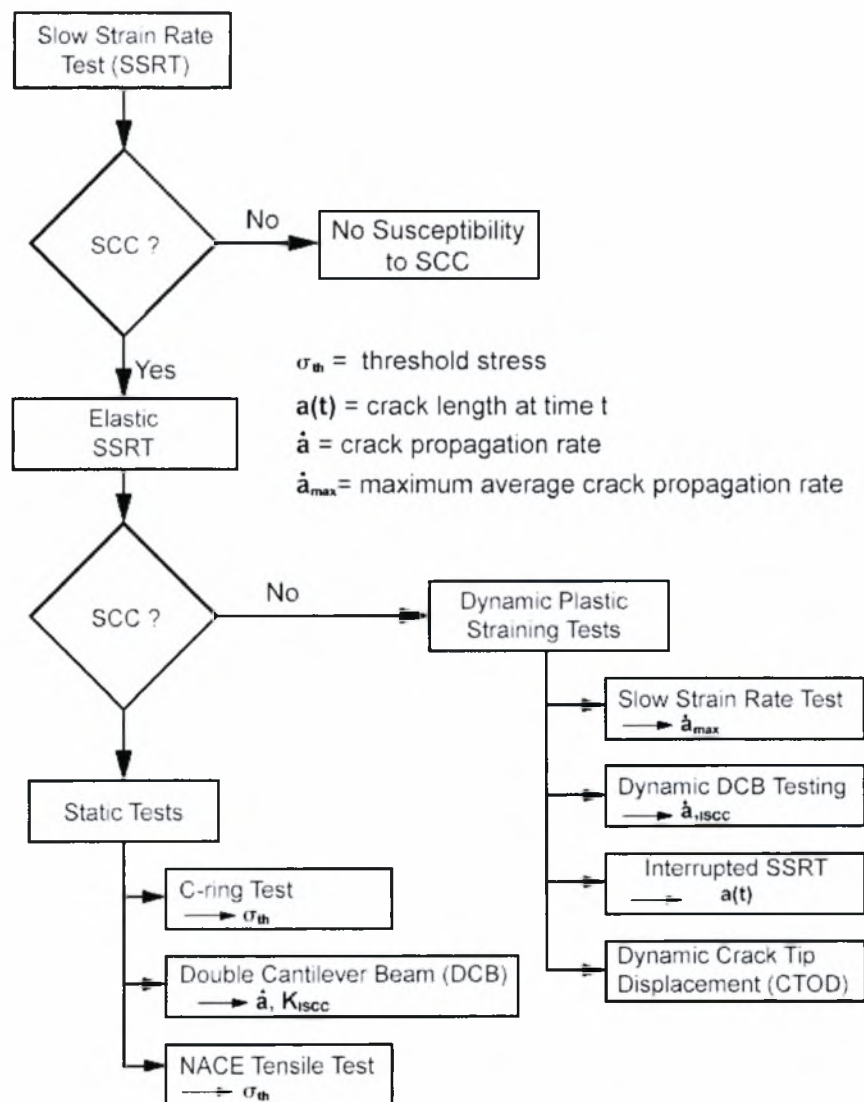 Slow Strain Rate
Test (SSRT)
SCC ?
No
No Susceptibility
to SCC
Yes
σth = threshold stress
a(t) = crack length at time t
ȧ = crack propagation rate
ȧmax= maximum average crack propagation rate
Elastic
SSRT
SCC ?
No
Dynamic Plastic
Straining Tests
Slow Strain Rate Test
ȧmax
Dynamic DCB Testing
ȧ,ISCC
Interrupted SSRT
a(t)
Dynamic Crack Tip
Displacement (CTOD)
Static Tests
C-ring Test
σth
Double Cantilever Beam (DCB)
ȧ, KISCC
NACE Tensile Test
σth